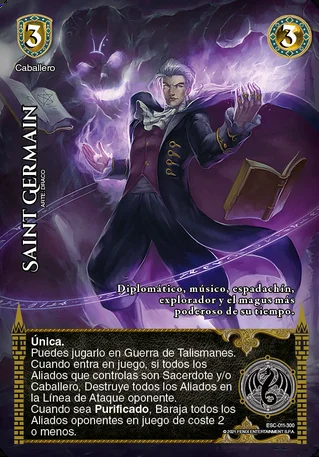 3
3
Caballero
SAINT GERMAIN
ARTE: DRACO
Diplomático, músico, espadachín,
explorador y el magus más
poderoso de su tiempo.
Única.
Puedes jugarlo en Guerra de Talismanes.
Cuando entra en juego, si todos los
Aliados que controlas son Sacerdote y/o
Caballero, Destruye todos los Aliados en
la Línea de Ataque oponente.
Cuando sea Purificado, Baraja todos los
Aliados oponentes en juego de coste 2
o menos.
ESC-011-300
©2021 FENIX ENTERTAINMENT S.P.A.